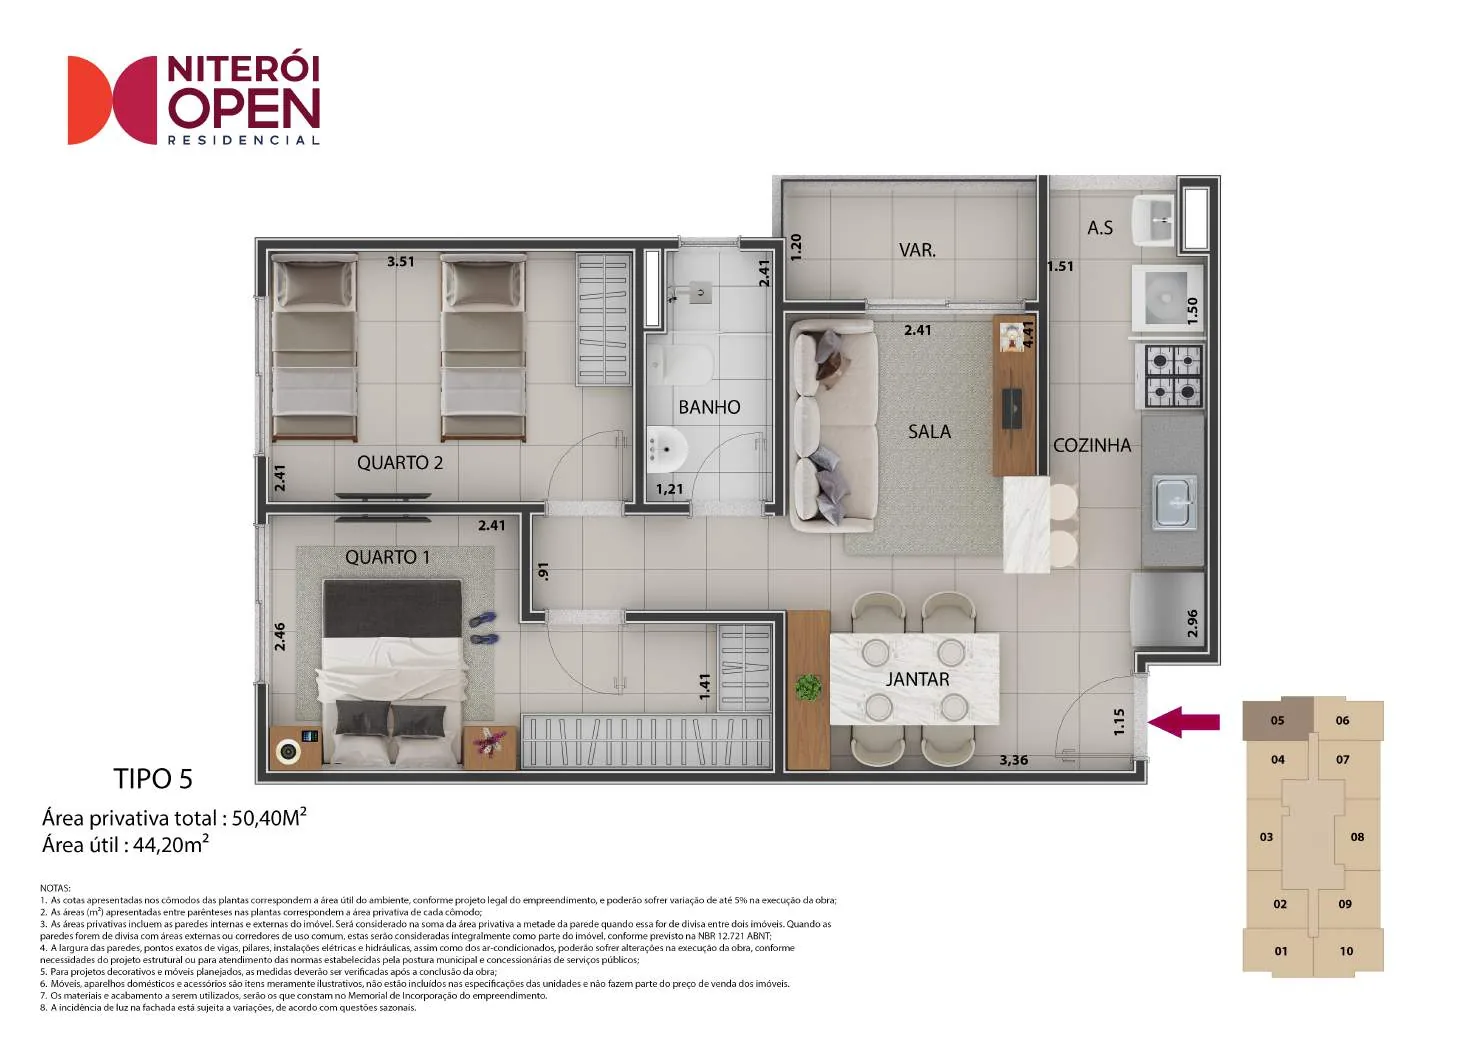 NITERÓI
OPEN
RESIDENCIAL
3.51
2.41
1.20
VAR.
A.S
1.51
1.50
2.41
4.41
BANHO
SALA
COZINHA
QUARTO 2
2.41
1,21
2.41
QUARTO 1
.91
2.46
2.96
1.41
JANTAR
1.15
3,36
05
06
04
07
03
08
02
09
01
10
TIPO 5
Área privativa total : 50,40M²
Área útil : 44,20m²
NOTAS:
1. As cotas apresentadas nos cômodos das plantas correspondem a área útil do ambiente, conforme projeto legal do empreendimento, e poderão sofrer variação de até 5% na execução da obra;
2. As áreas (m²) apresentadas entre parênteses nas plantas correspondem a área privativa de cada cômodo;
3. As áreas privativas incluem as paredes internas e externas do imóvel. Será considerado na soma da área privativa a metade da parede quando essa for de divisa entre dois imóveis. Quando as
paredes forem de divisa com áreas externas ou corredores de uso comum, estas serão consideradas integralmente como parte do imóvel, conforme previsto na NBR 12.721 ABNT;
4. A largura das paredes, pontos exatos de vigas, pilares, instalações elétricas e hidráulicas, assim como dos ar-condicionados, poderão sofrer alterações na execução da obra, conforme
necessidades do projeto estrutural ou para atendimento das normas estabelecidas pela postura municipal e concessionárias de serviços públicos;
5. Para projetos decorativos e móveis planejados, as medidas deverão ser verificadas após a conclusão da obra;
6. Móveis, aparelhos domésticos e acessórios são itens meramente ilustrativos, não estão incluídos nas especificações das unidades e não fazem parte do preço de venda dos imóveis.
7. Os materiais e acabamento a serem utilizados, serão os que constam no Memorial de Incorporação do empreendimento.
8. A incidência de luz na fachada está sujeita a variações, de acordo com questões sazonais.